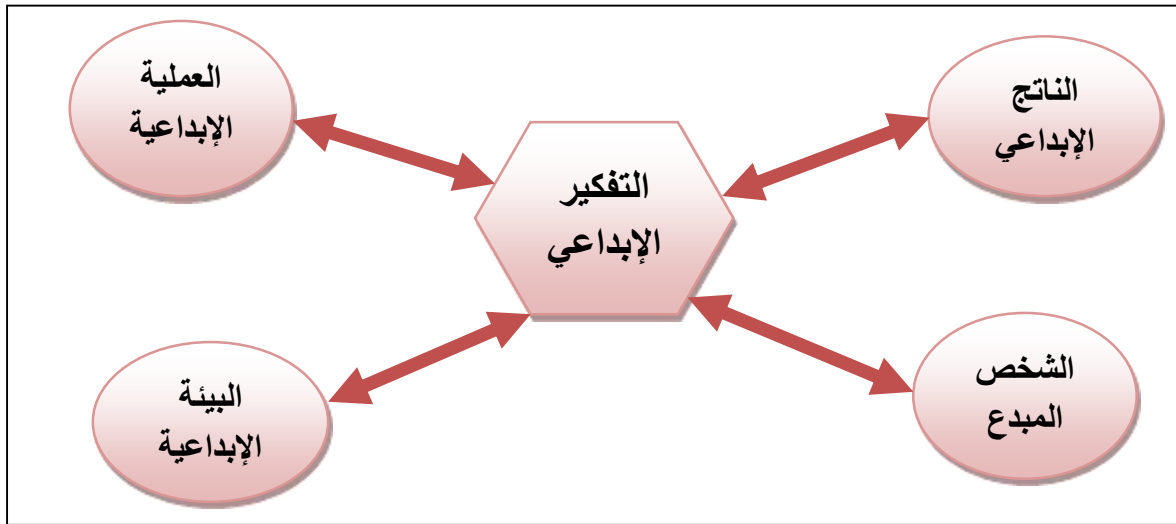 الناتج
الإبداعي
العملية
الإبداعية
التفكير
الإبداعي
الشخص
المبدع
البيئة
الإبداعية